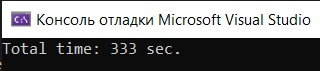 C:\ Консоль отладки Microsoft Visual Studio
Total time: 333 sec.